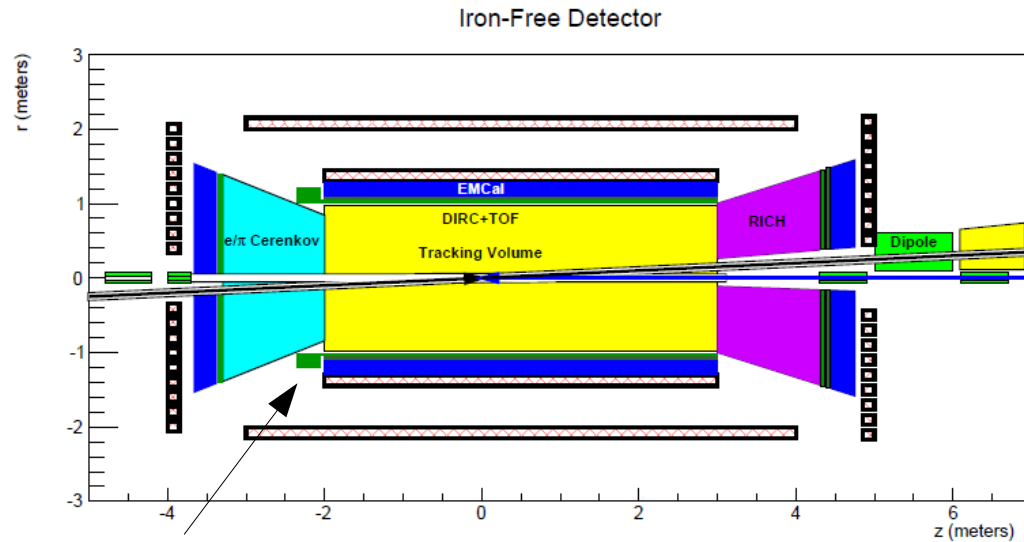 Iron-Free Detector
r (meters)
3
2
1
0
-1
-2
-3
EMCal
DIRC+TOF
Tracking Volume
e/π Cerenkov
RICH
Dipole
-4
-2
0
2
4
6
z (meters)